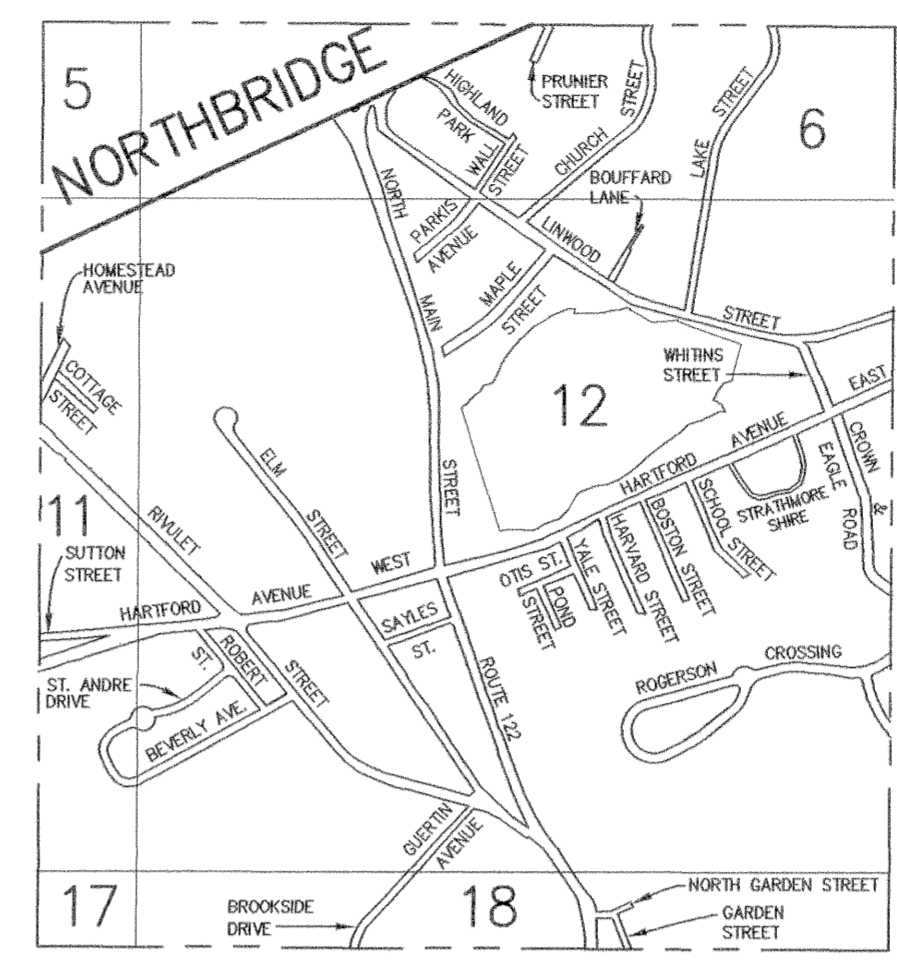 5
NORTHBRIDGE
HIGHLAND
PARK
WALL
STREET
PRUNIER
STREET
CHURCH
STREET
LAKE
STREET
6
BOUFFARD
LANE
NORTH
MAIN
STREET
PARKIS
AVENUE
LINWOOD
STREET
MAPLE
STREET
HOMESTEAD
AVENUE
COTTAGE
STREET
WHITINS
STREET
12
EAST
HARTFORD
AVENUE
CROWN
&
EAGLE
ROAD
ELM
STREET
STRATHMORE
SHIRE
SCHOOL STREET
BOSTON STREET
HARVARD STREET
YALE STREET
OTIS ST.
POND
STREET
11
RIVULET
STREET
SUTTON
STREET
HARTFORD
AVENUE
WEST
SAYLES
ST.
ROBERT
ST.
ST. ANDRE
DRIVE
BEVERLY AVE.
ROUTE 122
ROGERSON
CROSSING
GUERTIN
AVENUE
17
18
BROOKSIDE
DRIVE
NORTH GARDEN STREET
GARDEN
STREET